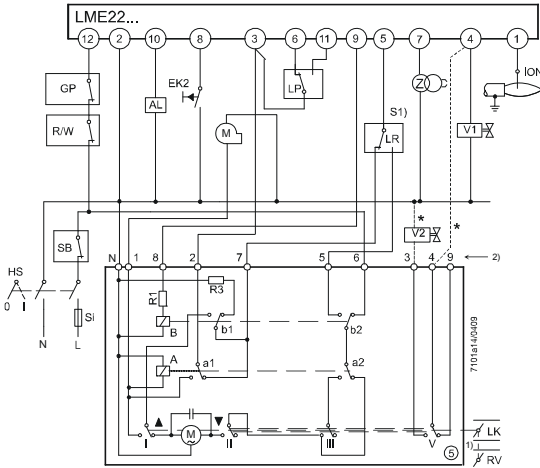 LME22...
12 2 10 8 3 6 11 9 5 7 4 1
GP
R/W
AL
EK2
LP
M
S1)
LR
Z
C
ION
V1
*
*
V2
SB
HS
0 I
Si
N L
N 1 8 2 7 5 6 3 4 9
2)
R1
R3
B
b1
b2
A
a1
a2
I
M
II
III
V
5
1)
LK
RV
7101a14/0409